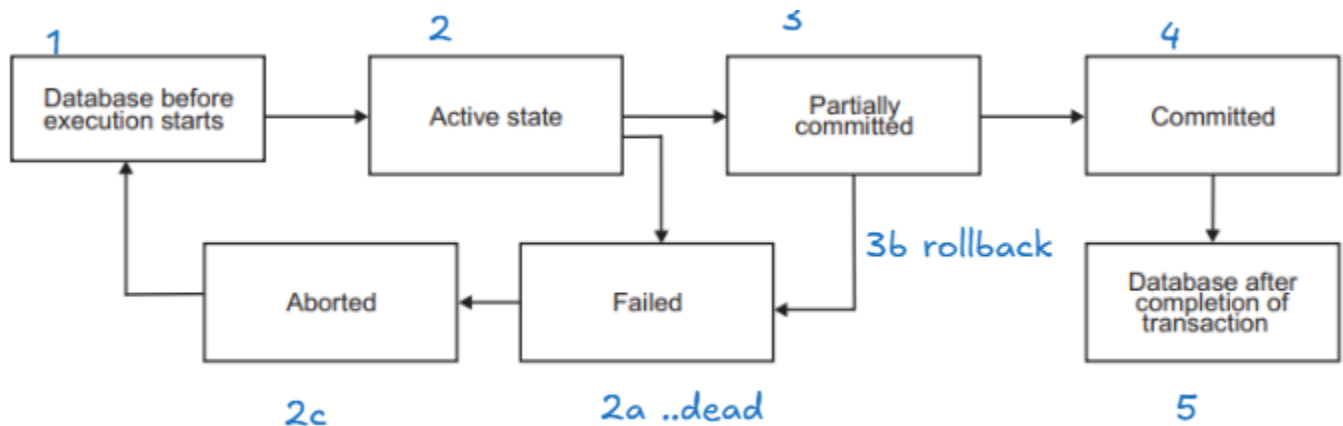 1
2
3
4
Database before
execution starts
Active state
Partially
committed
Committed
3b rollback
Aborted
Failed
Database after
completion of
transaction
2c
2a ..dead
5